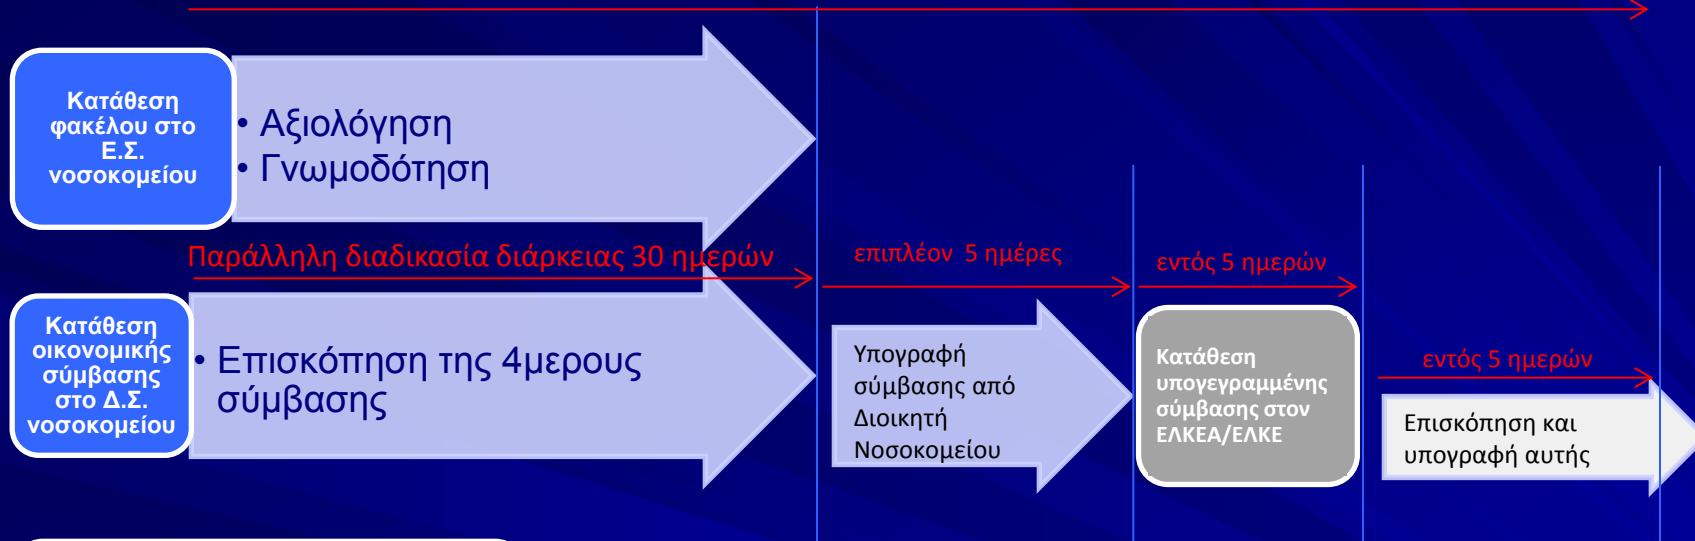 Κατάθεση
φακέλου στο
Ε.Σ.
νοσοκομείου
• Αξιολόγηση
• Γνωμοδότηση
Παράλληλη διαδικασία διάρκειας 30 ημερών
επιπλέον 5 ημέρες
εντός 5 ημερών
Κατάθεση
οικονομικής
σύμβασης
στο Δ.Σ.
νοσοκομείου
• Επισκόπηση της 4μερους
σύμβασης
Υπογραφή
σύμβασης από
Διοικητή
Νοσοκομείου
Κατάθεση
υπογεγραμμένης
σύμβασης στον
ΕΛΚΕΑ/ΕΛΚΕ
εντός 5 ημερών
Επισκόπηση και
υπογραφή αυτής